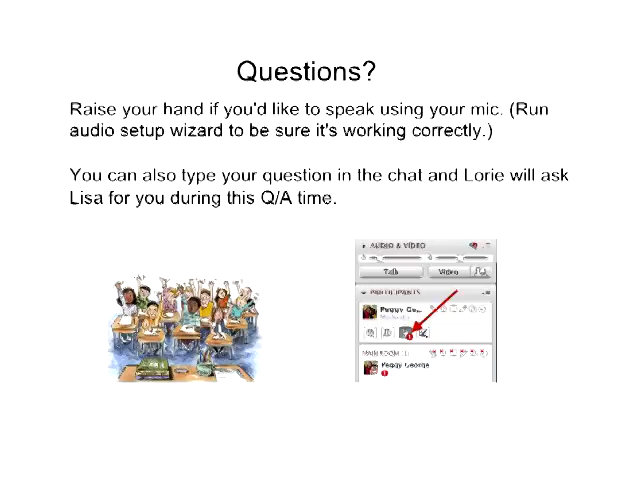 Questions?
Raise your hand if you'd like to speak using your mic. (Run
audio setup wizard to be sure it's working correctly.)
You can also type your question in the chat and Lorie will ask
Lisa for you during this Q/A time.
AUDIO & VIDEO
Talk Video
PARTICIPANTS
Peggy Ge...
Moderator
MAIN ROOM (1)
Peggy George